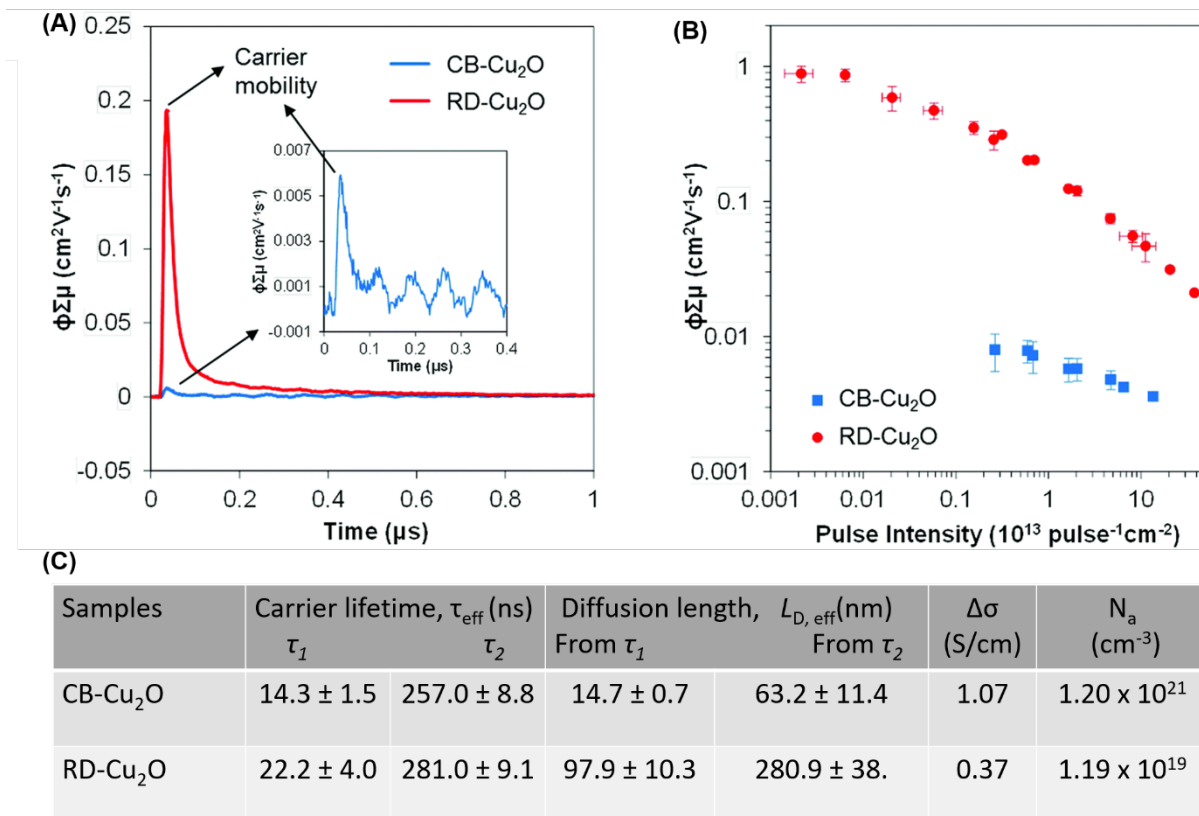 (A)
ϕΣμ (cm²V⁻¹s⁻¹)
0.25
0.2
0.15
0.1
0.05
0
-0.05
Carrier
mobility
CB-Cu₂O
RD-Cu₂O
ϕΣμ (cm²V⁻¹s⁻¹)
0.007
0.005
0.003
0.001
-0.001
0 0.1 0.2 0.3 0.4
Time (μs)
0 0.2 0.4 0.6 0.8 1
Time (μs)
(B)
ϕΣμ (cm²V⁻¹s⁻¹)
1
0.1
0.01
0.001
CB-Cu₂O
RD-Cu₂O
0.001 0.01 0.1 1 10
Pulse Intensity (10¹³ pulse⁻¹cm⁻²)
(C)
Samples Carrier lifetime, τeff (ns) Diffusion length, LD, eff(nm) Δσ Na
τ₁ τ₂ From τ₁ From τ₂ (S/cm) (cm⁻³)
CB-Cu₂O 14.3 ± 1.5 257.0 ± 8.8 14.7 ± 0.7 63.2 ± 11.4 1.07 1.20 x 10²¹
RD-Cu₂O 22.2 ± 4.0 281.0 ± 9.1 97.9 ± 10.3 280.9 ± 38. 0.37 1.19 x 10¹⁹